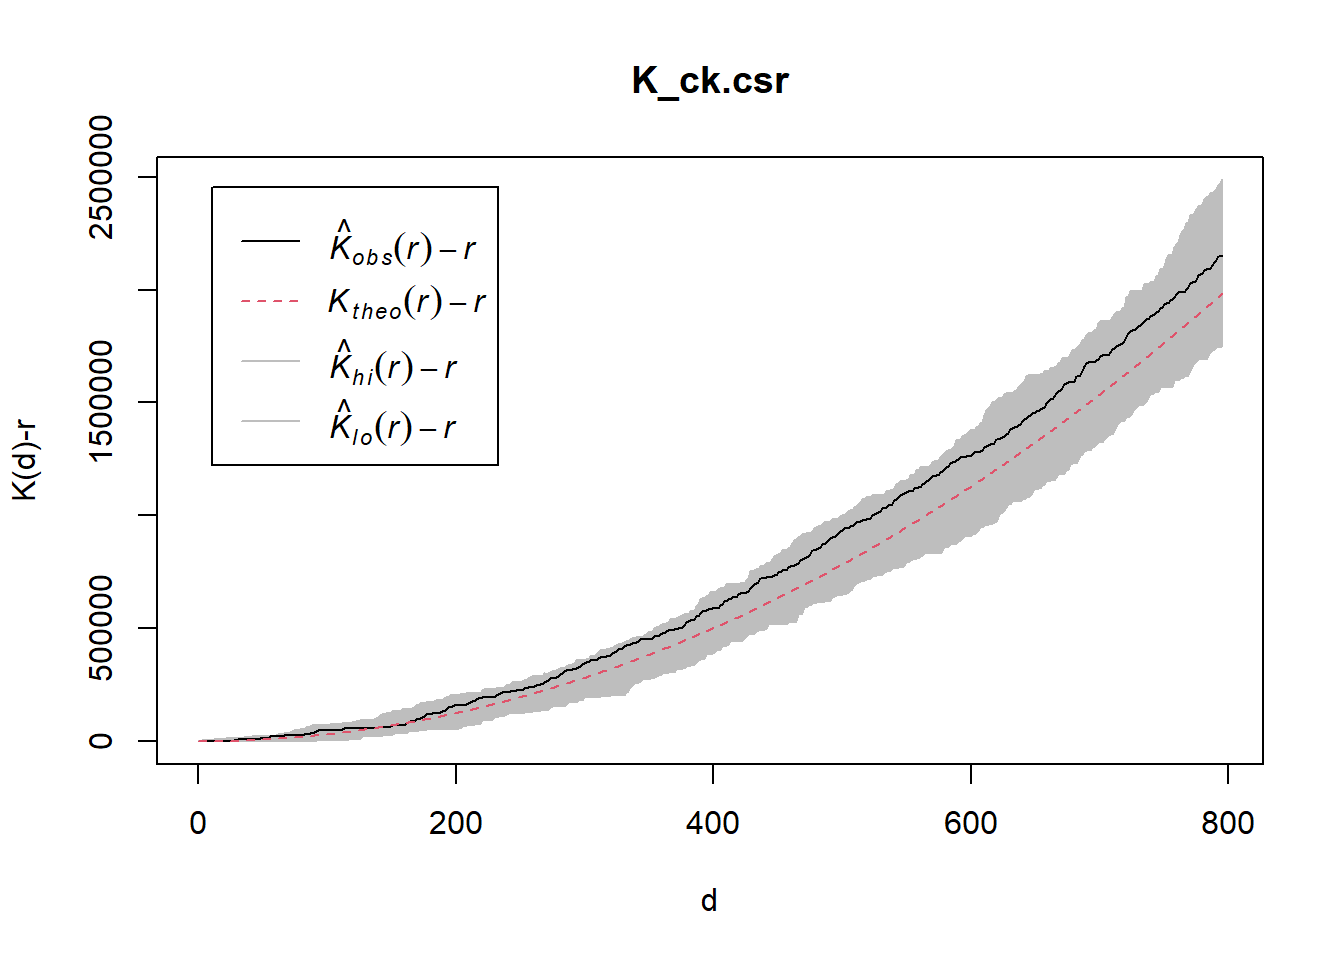 K_ck.csr
K̂obs(r) − r
Ktheo(r) − r
K̂hi(r) − r
K̂lo(r) − r
K(d)-r
0
500000
1500000
2500000
0 200 400 600 800
d